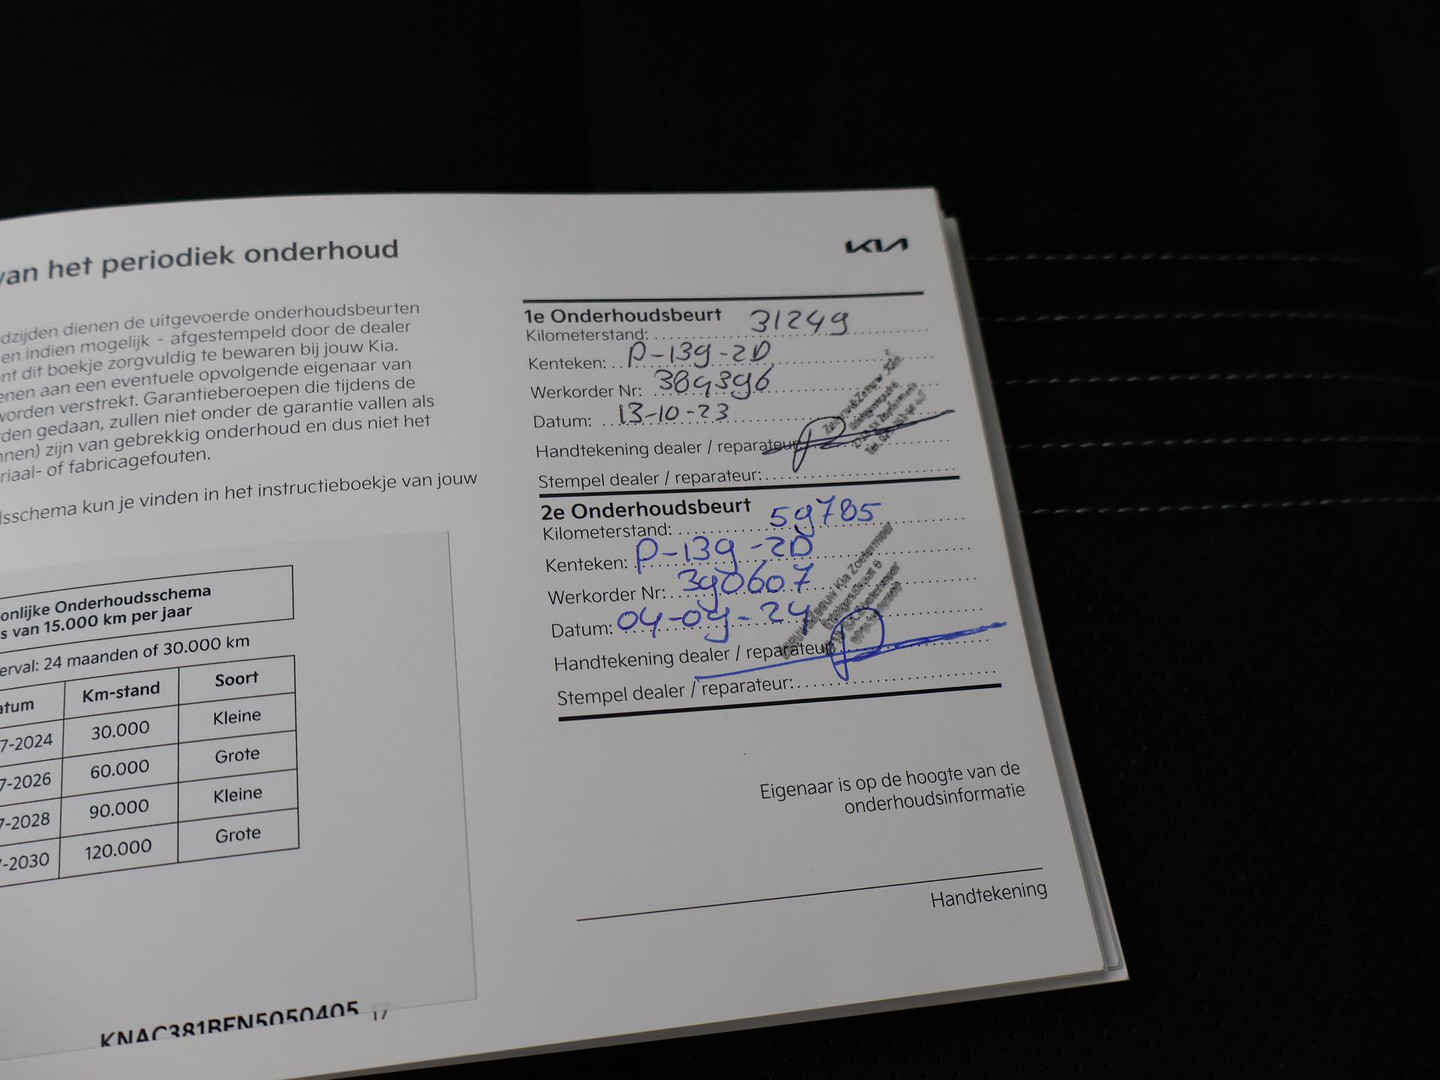 van het periodiek onderhoud
dzijden dienen de uitgevoerde onderhoudsbeurten
en indien mogelijk - afgestempeld door de dealer
nt dit boekje zorgvuldig te bewaren bij jouw Kia.
enen aan een eventuele opvolgende eigenaar van
worden verstrekt. Garantieberoepen die tijdens de
den gedaan, zullen niet onder de garantie vallen als
nnen) zijn van gebrekkig onderhoud en dus niet het
riaal- of fabricagefouten.
sschema kun je vinden in het instructieboekje van jouw
onlijke Onderhoudsschema
s van 15.000 km per jaar
erval: 24 maanden of 30.000 km
atum Km-stand Soort
7-2024 30.000 Kleine
7-2026 60.000 Grote
7-2028 90.000 Kleine
-2030 120.000 Grote
KNAC381BFN5050405 17
KIA
1e Onderhoudsbeurt
Kilometerstand: 31249
Kenteken: P-139-ZD
Werkorder Nr: 389396
Datum: 13-10-23
Handtekening dealer / reparateur
Stempel dealer / reparateur:
2e Onderhoudsbeurt
Kilometerstand: 59785
Kenteken: P-139-ZD
Werkorder Nr: 390607
Datum: 04-09-24
Handtekening dealer / reparateur
Stempel dealer / reparateur:
Kia Zoetermeer
Eigenaar is op de hoogte van de
onderhoudsinformatie
Handtekening